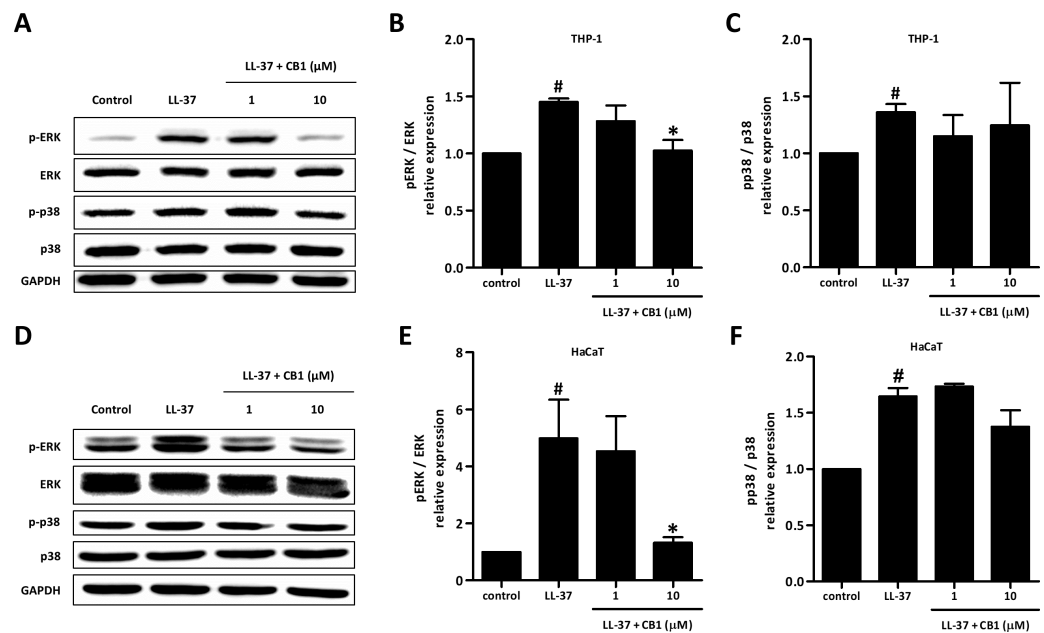 A
LL-37 + CB1 (μM)
Control LL-37 1 10
p-ERK
ERK
p-p38
p38
GAPDH
B
THP-1
pERK / ERK
relative expression
2.0
1.5
1.0
0.5
0.0
#
*
control LL-37 1 10
LL-37 + CB1 (μM)
C
THP-1
pp38 / p38
relative expression
2.0
1.5
1.0
0.5
0.0
#
control LL-37 1 10
LL-37 + CB1 (μM)
D
LL-37 + CB1 (μM)
Control LL-37 1 10
p-ERK
ERK
p-p38
p38
GAPDH
E
HaCaT
pERK / ERK
relative expression
8
6
4
2
0
#
*
control LL-37 1 10
LL-37 + CB1 (μM)
F
HaCaT
pp38 / p38
relative expression
2.0
1.5
1.0
0.5
0.0
#
control LL-37 1 10
LL-37 + CB1 (μM)